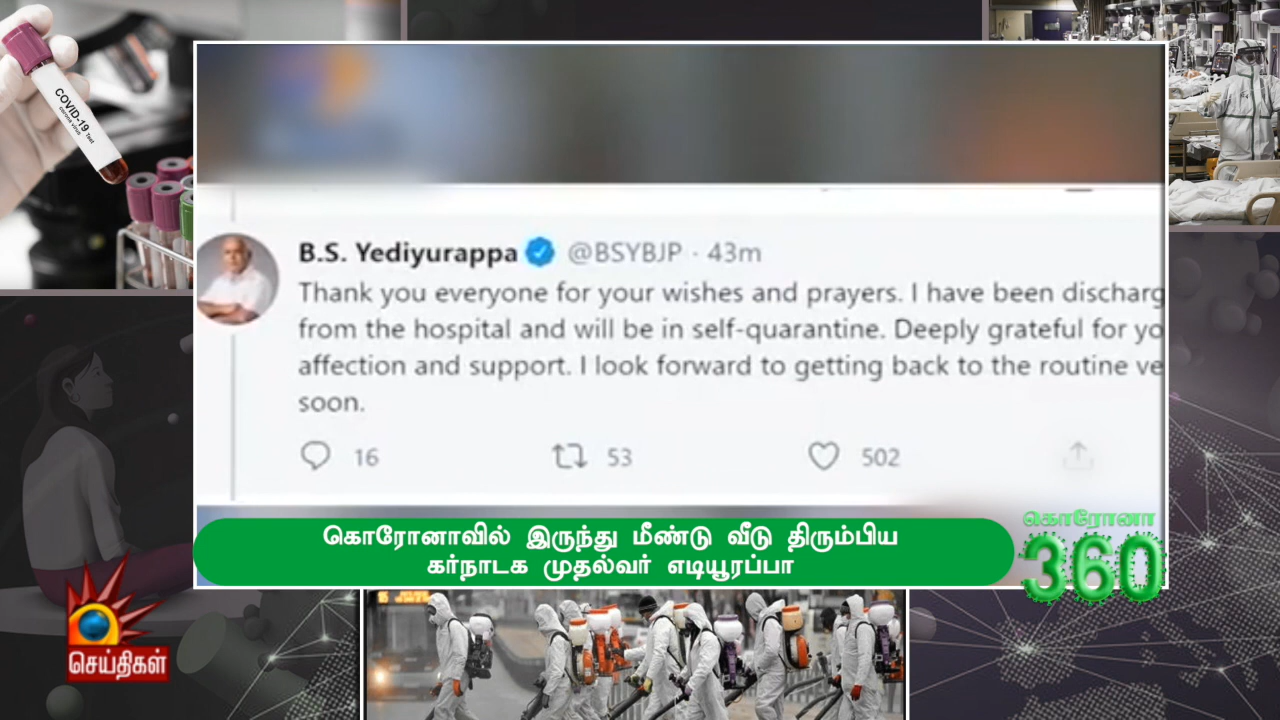 COVID-19 Test
B.S. Yediyurappa @BSYBJP · 43m
Thank you everyone for your wishes and prayers. I have been discharg
from the hospital and will be in self-quarantine. Deeply grateful for yo
affection and support. I look forward to getting back to the routine ve
soon.
16 53 502
கொரோனாவில் இருந்து மீண்டு வீடு திரும்பிய
கர்நாடக முதல்வர் எடியூரப்பா
கொரோனா
360
செய்திகள்